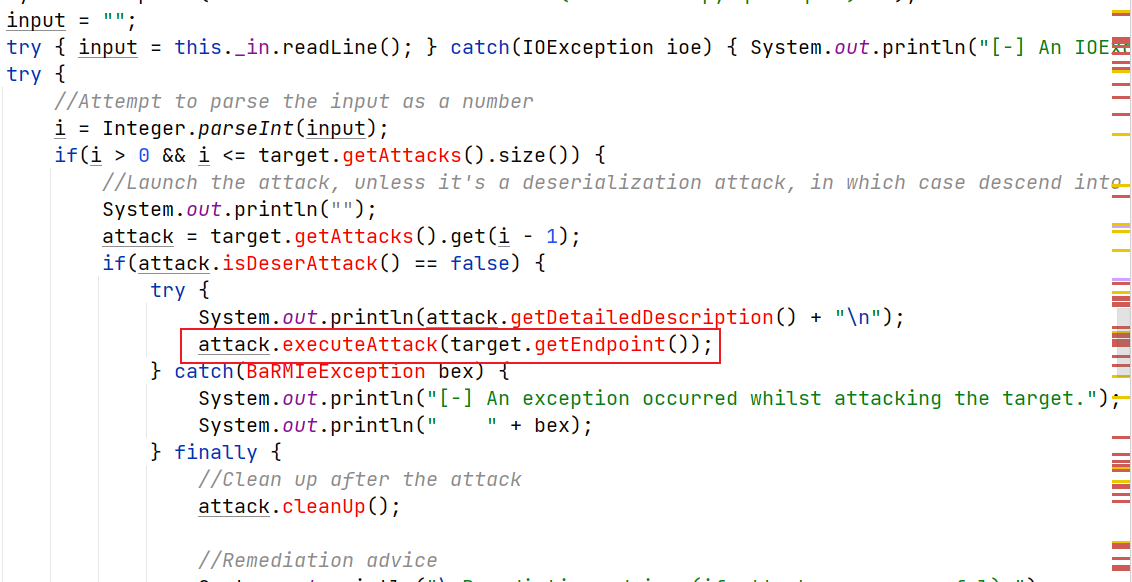 input = "";
try { input = this._in.readLine(); } catch(IOException ioe) { System.out.println("[-] An
try {
//Attempt to parse the input as a number
i = Integer.parseInt(input);
if(i > 0 && i <= target.getAttacks().size()) {
//Launch the attack, unless it's a deserialization attack, in which case descend into
System.out.println("");
attack = target.getAttacks().get(i - 1);
if(attack.isDeserAttack() == false) {
try {
System.out.println(attack.getDetailedDescription() + "\n");
attack.executeAttack(target.getEndpoint());
} catch(BaRMIeException bex) {
System.out.println("[-] An exception occurred whilst attacking the target.");
System.out.println("    " + bex);
} finally {
//Clean up after the attack
attack.cleanUp();
//Remediation advice